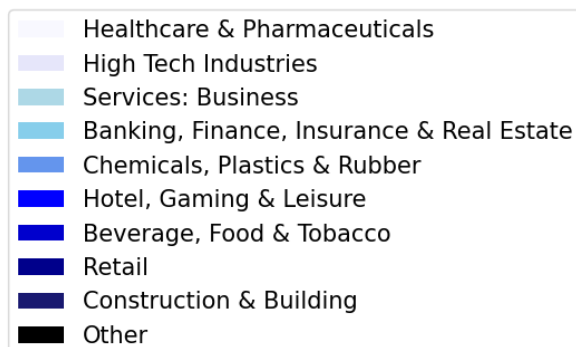 Healthcare & Pharmaceuticals
High Tech Industries
Services: Business
Banking, Finance, Insurance & Real Estate
Chemicals, Plastics & Rubber
Hotel, Gaming & Leisure
Beverage, Food & Tobacco
Retail
Construction & Building
Other